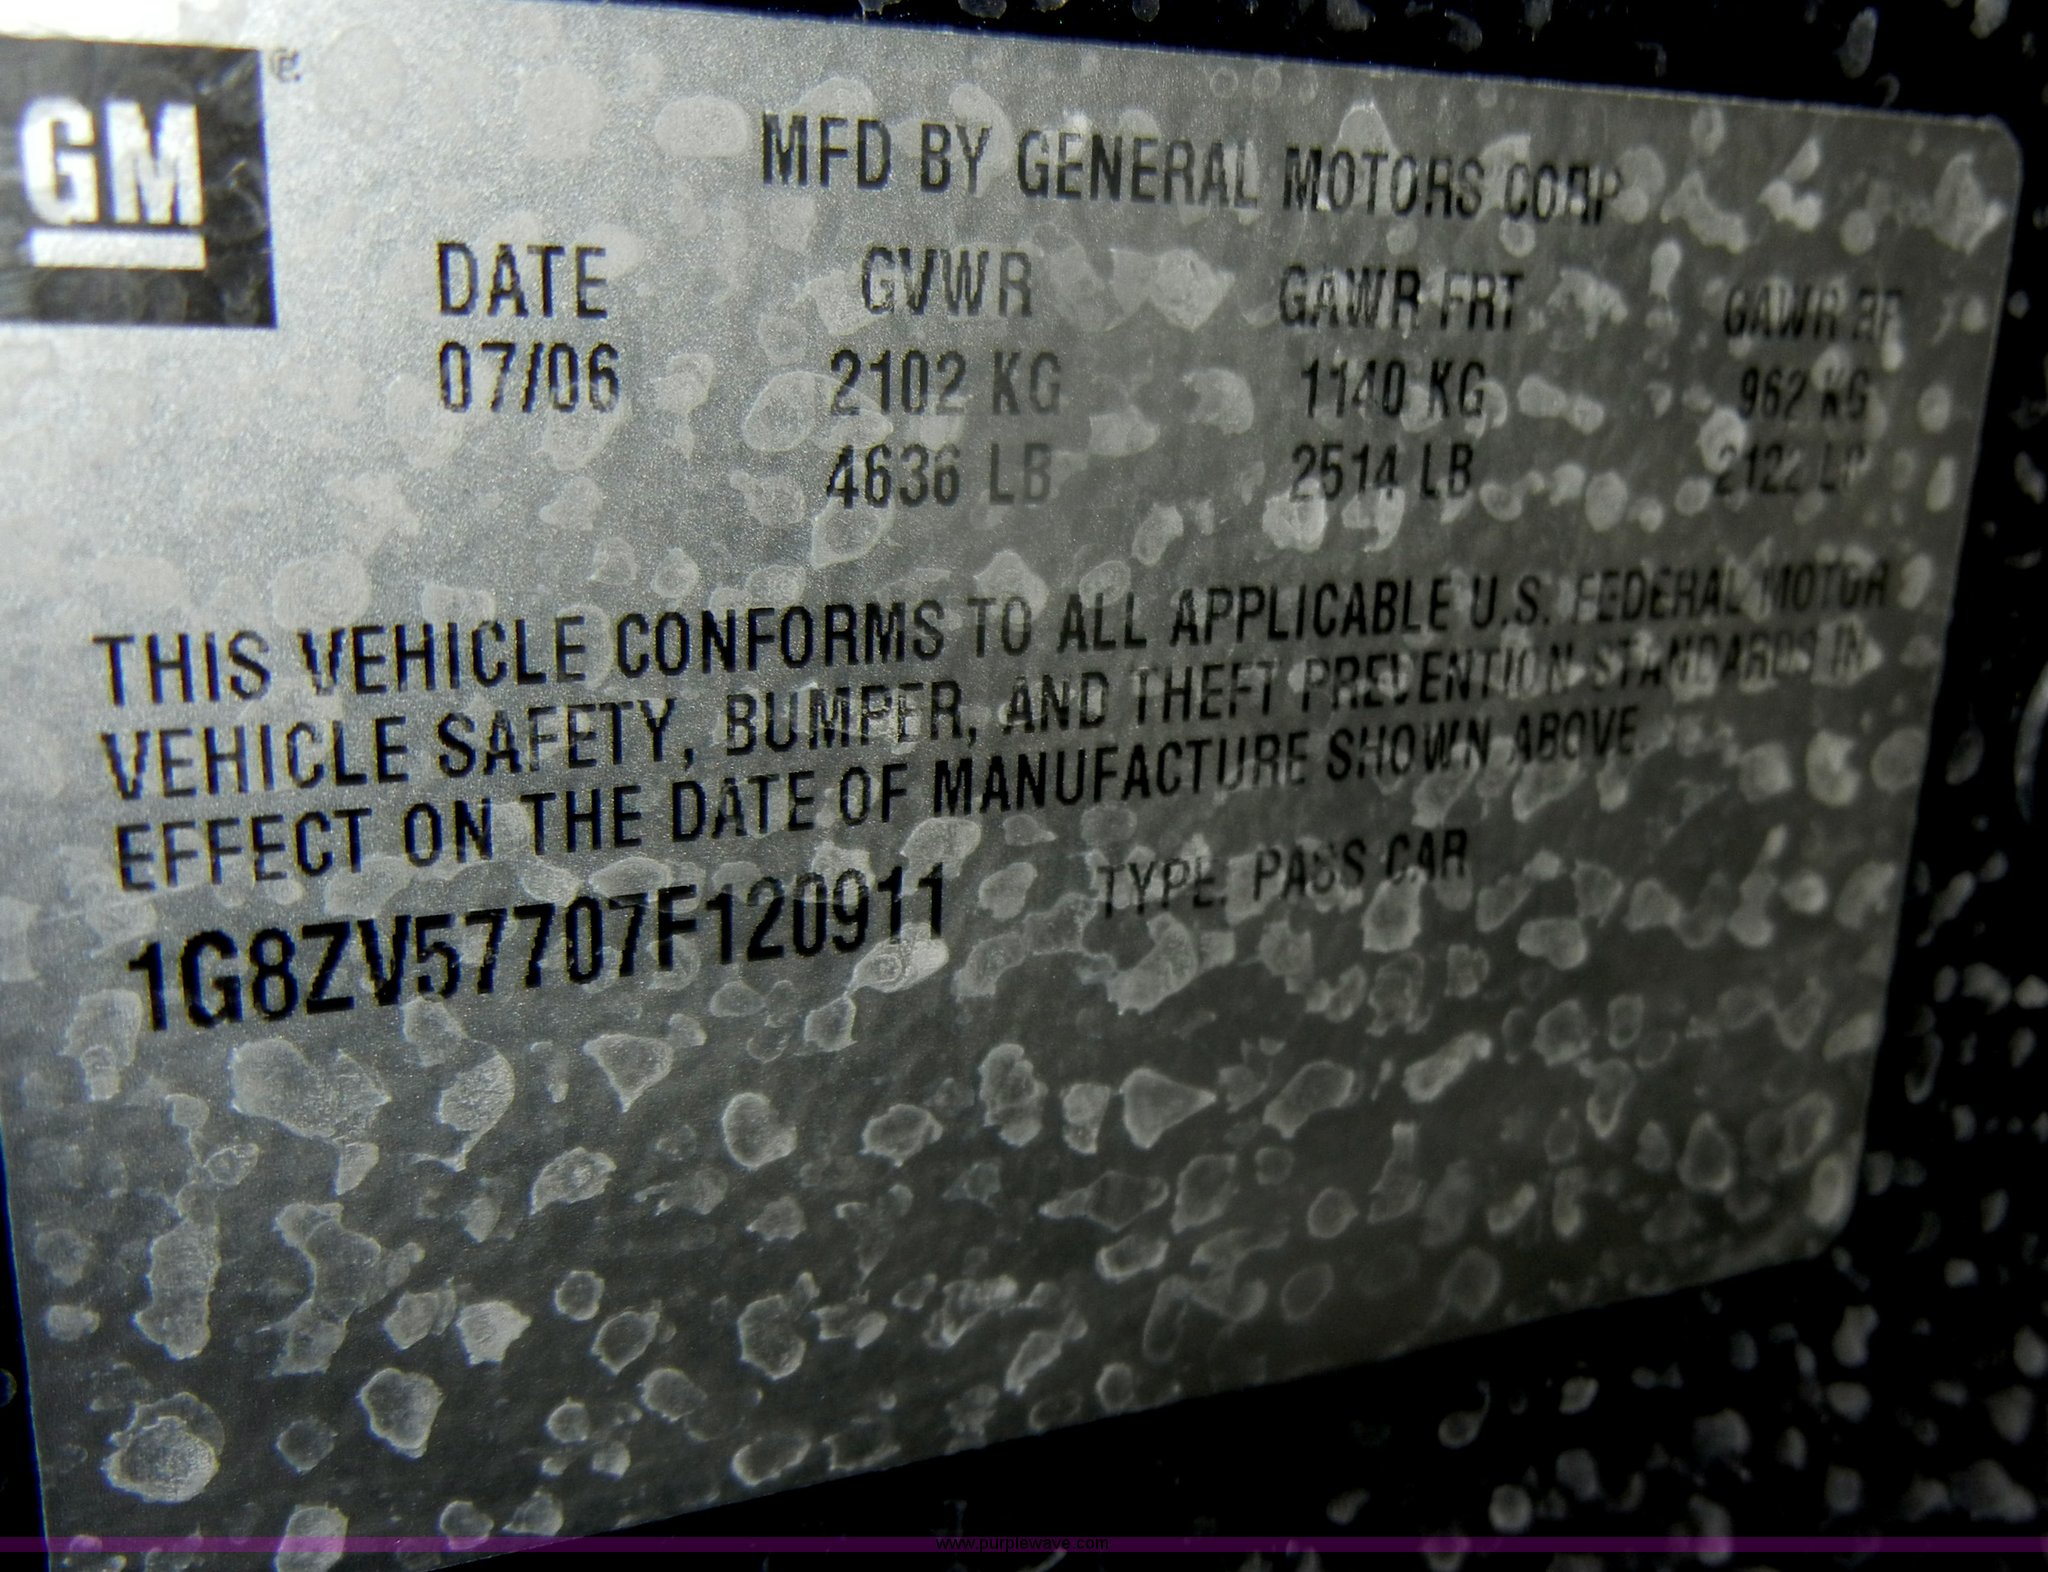 GM ®
MFD BY GENERAL MOTORS CORP
DATE GVWR GAWR FRT GAWR RR
07/06 2102 KG 1140 KG 962 KG
4636 LB 2514 LB 2122 LB
THIS VEHICLE CONFORMS TO ALL APPLICABLE U.S. FEDERAL MOTOR
VEHICLE SAFETY, BUMPER, AND THEFT PREVENTION STANDARDS IN
EFFECT ON THE DATE OF MANUFACTURE SHOWN ABOVE.
1G8ZV57707F120911 TYPE: PASS CAR
www.purplewave.com